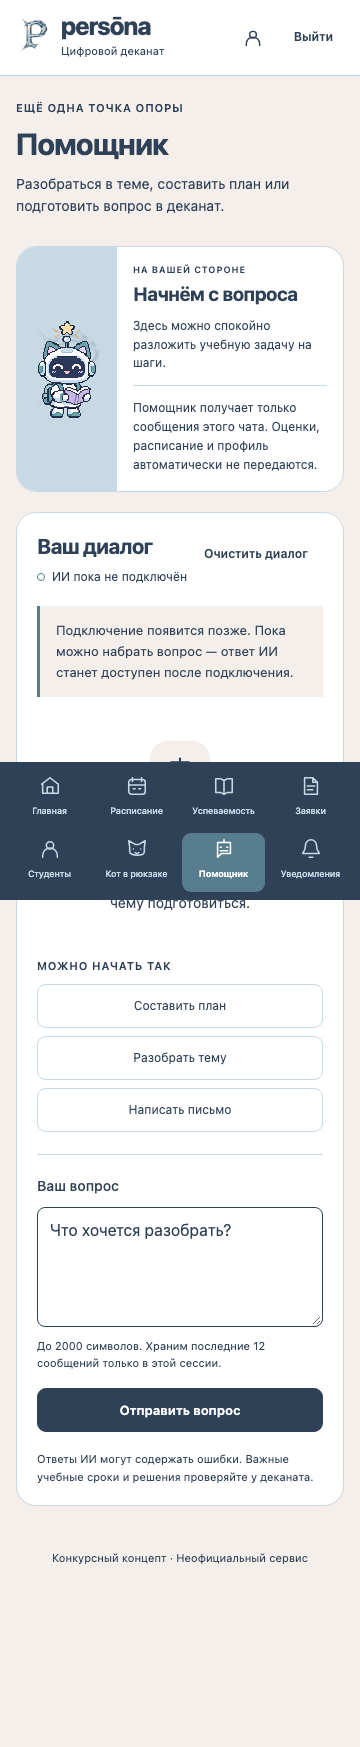 persōna
Цифровой деканат
Выйти
ЕЩЁ ОДНА ТОЧКА ОПОРЫ
Помощник
Разобраться в теме, составить план или
подготовить вопрос в деканат.
НА ВАШЕЙ СТОРОНЕ
Начнём с вопроса
Здесь можно спокойно
разложить учебную задачу на
шаги.
Помощник получает только
сообщения этого чата. Оценки,
расписание и профиль
автоматически не передаются.
Ваш диалог
Очистить диалог
ИИ пока не подключён
Подключение появится позже. Пока
можно набрать вопрос — ответ ИИ
станет доступен после подключения.
Главная
Расписание
Успеваемость
Заявки
Студенты
Кот в рюкзаке
Помощник
Уведомления
чему подготовиться.
МОЖНО НАЧАТЬ ТАК
Составить план
Разобрать тему
Написать письмо
Ваш вопрос
Что хочется разобрать?
До 2000 символов. Храним последние 12
сообщений только в этой сессии.
Отправить вопрос
Ответы ИИ могут содержать ошибки. Важные
учебные сроки и решения проверяйте у деканата.
Конкурсный концепт · Неофициальный сервис